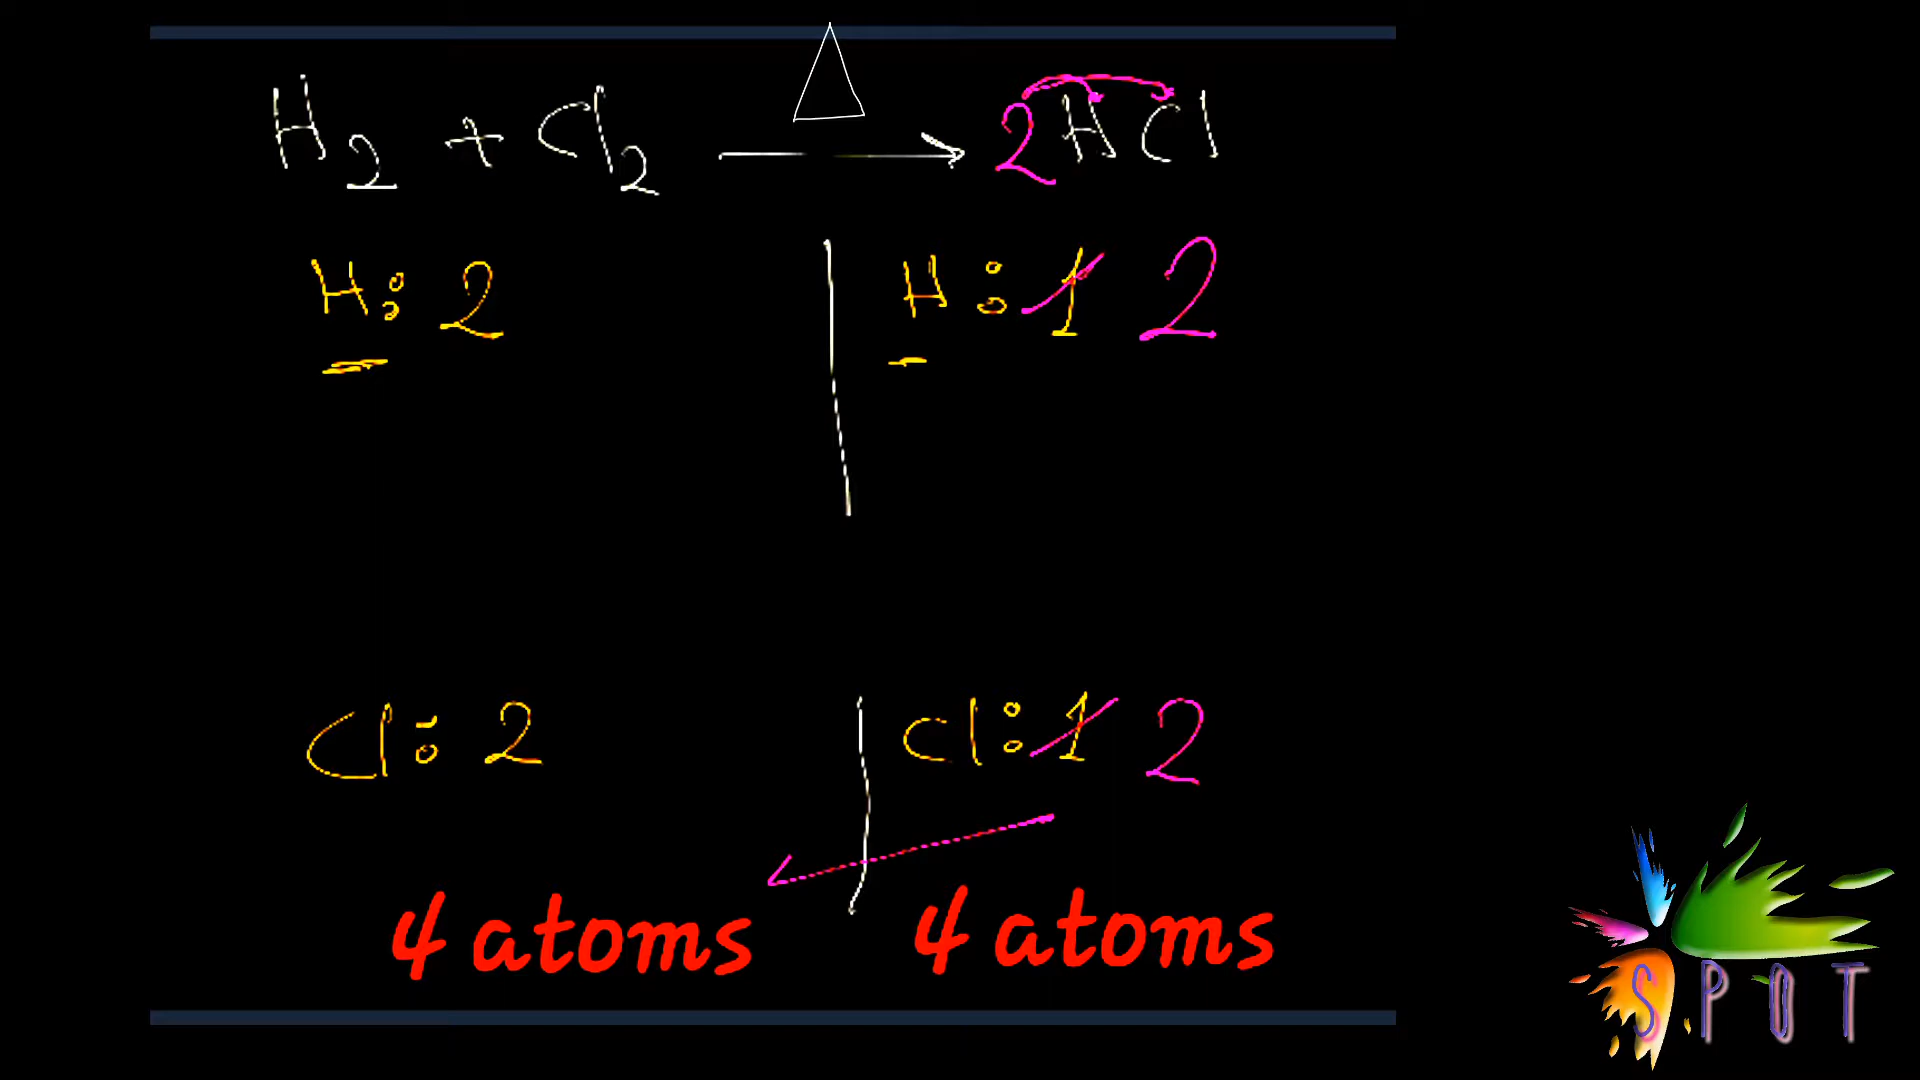 H₂ + Cl₂ —Δ→ 2HCl
H: 2 H: 1 2
Cl: 2 Cl: 1 2
4 atoms 4 atoms
SPOT